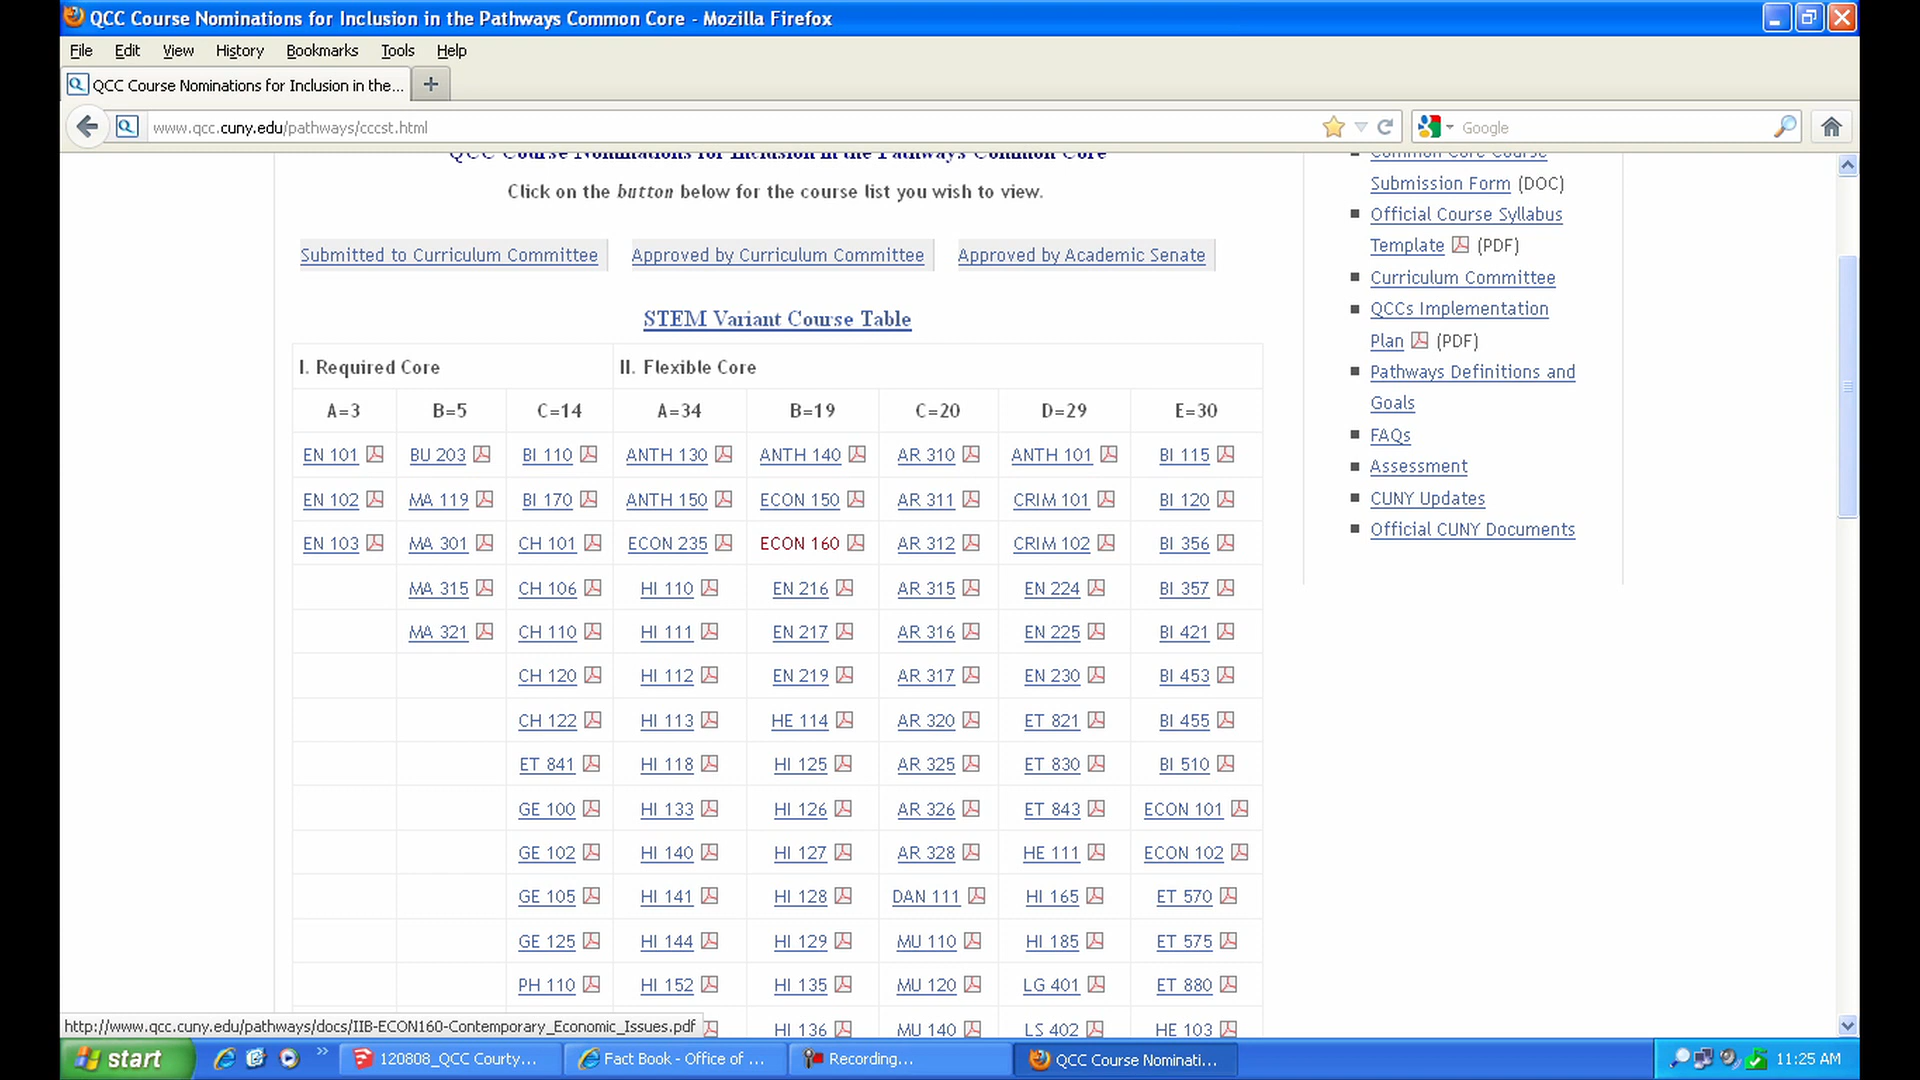 QCC Course Nominations for Inclusion in the Pathways Common Core - Mozilla Firefox
File Edit View History Bookmarks Tools Help
QCC Course Nominations for Inclusion in the...
www.qcc.cuny.edu/pathways/cccst.html
Google
QCC Course Nominations for Inclusion in the Pathways Common Core
Click on the button below for the course list you wish to view.
Submitted to Curriculum Committee Approved by Curriculum Committee Approved by Academic Senate
STEM Variant Course Table
I. Required Core II. Flexible Core
A=3 B=5 C=14 A=34 B=19 C=20 D=29 E=30
EN 101 BU 203 BI 110 ANTH 130 ANTH 140 AR 310 ANTH 101 BI 115
EN 102 MA 119 BI 170 ANTH 150 ECON 150 AR 311 CRIM 101 BI 120
EN 103 MA 301 CH 101 ECON 235 ECON 160 AR 312 CRIM 102 BI 356
MA 315 CH 106 HI 110 EN 216 AR 315 EN 224 BI 357
MA 321 CH 110 HI 111 EN 217 AR 316 EN 225 BI 421
CH 120 HI 112 EN 219 AR 317 EN 230 BI 453
CH 122 HI 113 HE 114 AR 320 ET 821 BI 455
ET 841 HI 118 HI 125 AR 325 ET 830 BI 510
GE 100 HI 133 HI 126 AR 326 ET 843 ECON 101
GE 102 HI 140 HI 127 AR 328 HE 111 ECON 102
GE 105 HI 141 HI 128 DAN 111 HI 165 ET 570
GE 125 HI 144 HI 129 MU 110 HI 185 ET 575
PH 110 HI 152 HI 135 MU 120 LG 401 ET 880
HI 136 MU 140 LS 402 HE 103
Common Core Course
Submission Form (DOC)
Official Course Syllabus
Template (PDF)
Curriculum Committee
QCCs Implementation
Plan (PDF)
Pathways Definitions and
Goals
FAQs
Assessment
CUNY Updates
Official CUNY Documents
http://www.qcc.cuny.edu/pathways/docs/IIB-ECON160-Contemporary_Economic_Issues.pdf
start 120808_QCC Courty... Fact Book - Office of ... Recording... QCC Course Nominati... 11:25 AM